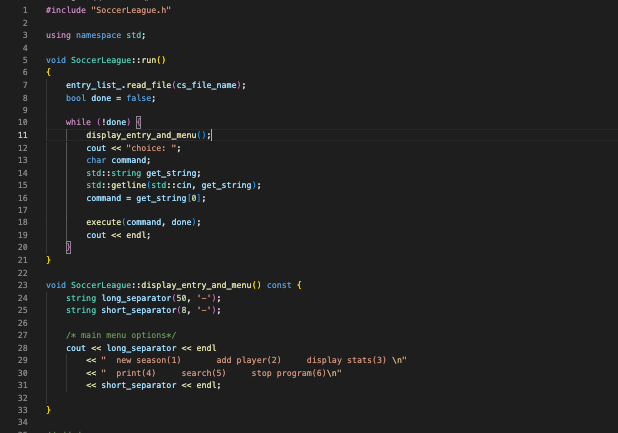 1 #include "SoccerLeague.h"
2
3 using namespace std;
4
5 void SoccerLeague::run()
6 {
7 entry_list_.read_file(cs_file_name);
8 bool done = false;
9
10 while (!done) {
11 display_entry_and_menu();
12 cout << "choice: ";
13 char command;
14 std::string get_string;
15 std::getline(std::cin, get_string);
16 command = get_string[0];
17
18 execute(command, done);
19 cout << endl;
20 }
21 }
22
23 void SoccerLeague::display_entry_and_menu() const {
24 string long_separator(50, '-');
25 string short_separator(8, '-');
26
27 /* main menu options*/
28 cout << long_separator << endl
29 << "  new season(1)       add player(2)     display stats(3) \n"
30 << "  print(4)     search(5)     stop program(6)\n"
31 << short_separator << endl;
32
33 }
34